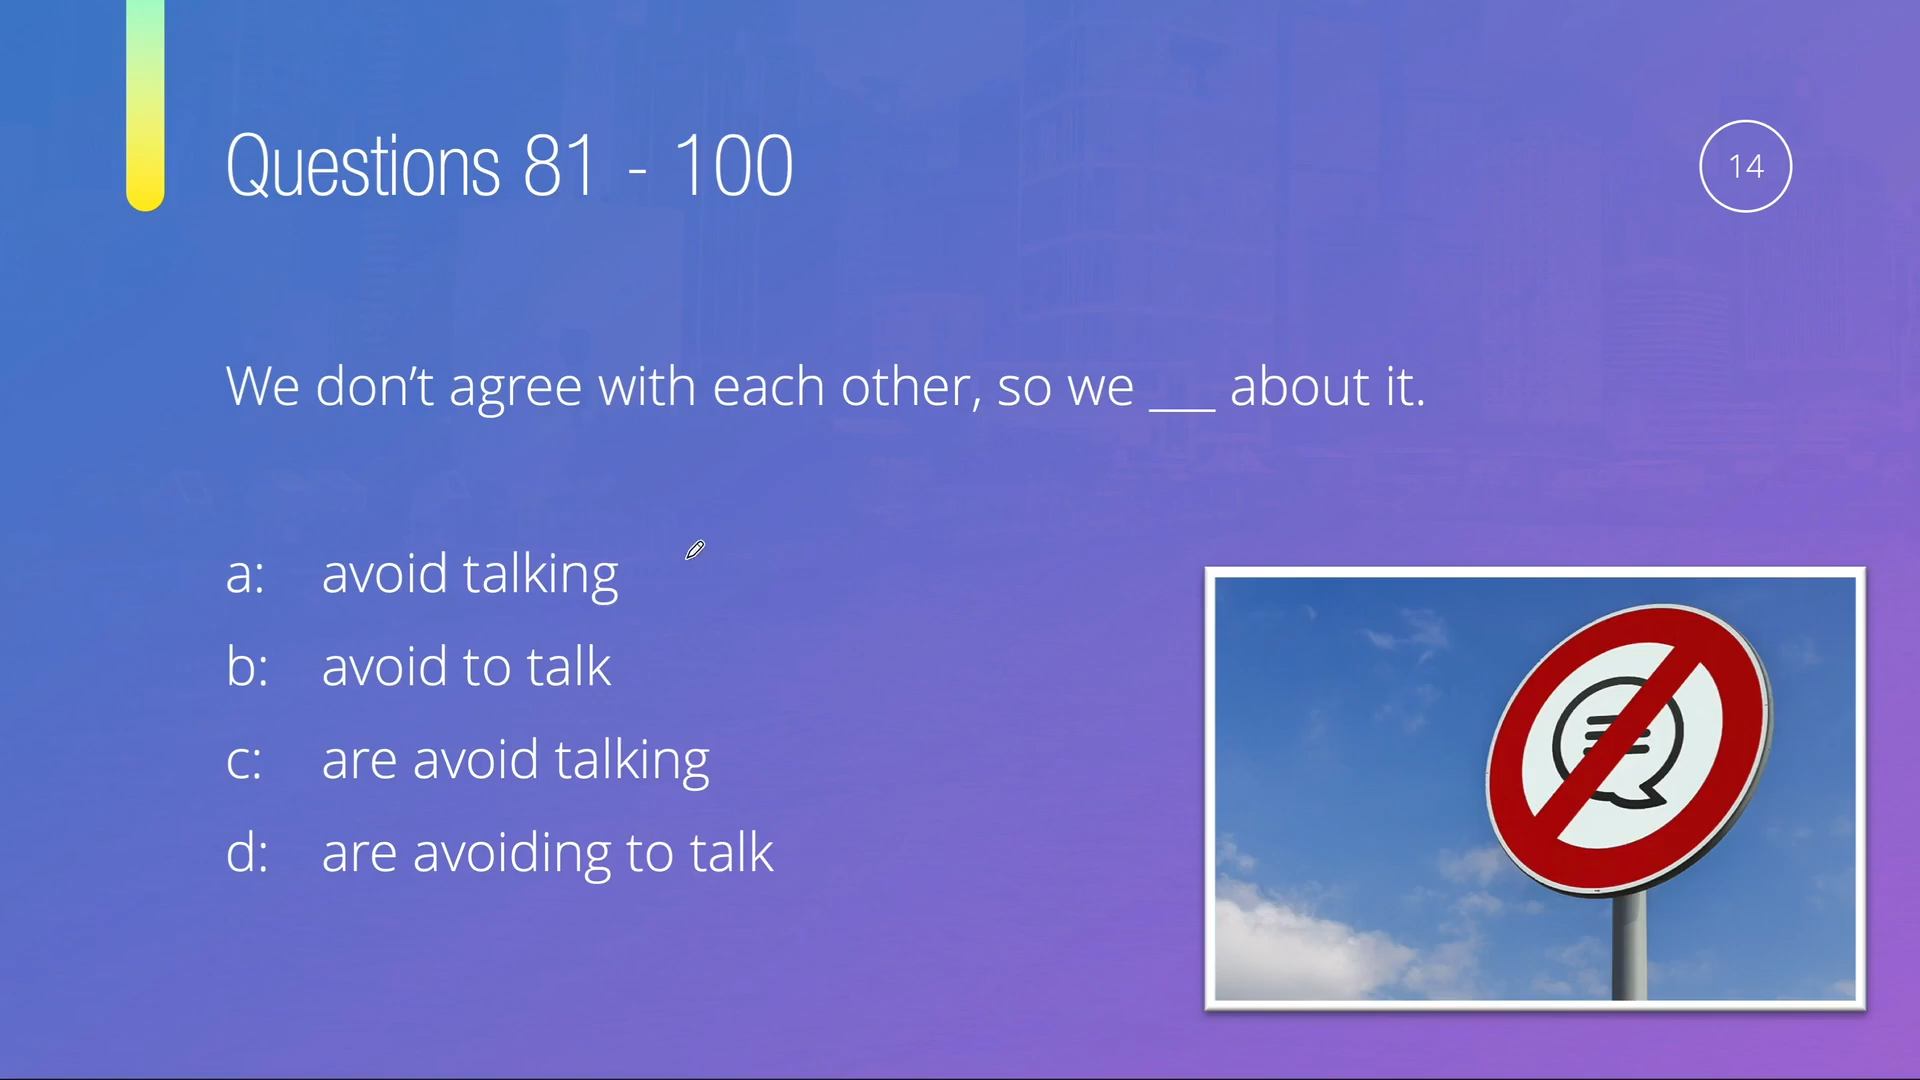 Questions 81 - 100
14
We don’t agree with each other, so we ___ about it.
a: avoid talking
b: avoid to talk
c: are avoid talking
d: are avoiding to talk